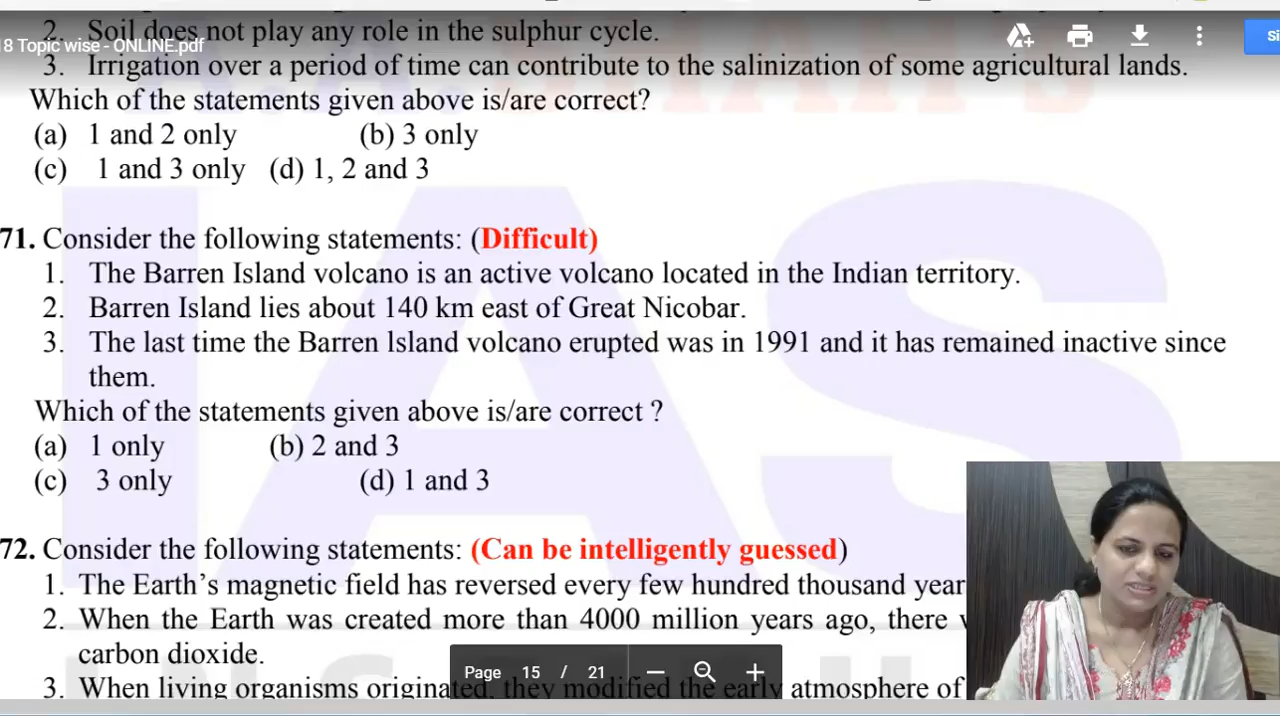 18 Topic wise - ONLINE.pdf
Si
2. Soil does not play any role in the sulphur cycle.
3. Irrigation over a period of time can contribute to the salinization of some agricultural lands.
Which of the statements given above is/are correct?
(a) 1 and 2 only (b) 3 only
(c) 1 and 3 only (d) 1, 2 and 3
71. Consider the following statements: (Difficult)
1. The Barren Island volcano is an active volcano located in the Indian territory.
2. Barren Island lies about 140 km east of Great Nicobar.
3. The last time the Barren lsland volcano erupted was in 1991 and it has remained inactive since
them.
Which of the statements given above is/are correct ?
(a) 1 only (b) 2 and 3
(c) 3 only (d) 1 and 3
72. Consider the following statements: (Can be intelligently guessed)
1. The Earth's magnetic field has reversed every few hundred thousand year
2. When the Earth was created more than 4000 million years ago, there
carbon dioxide.
3. When living organisms originated, they modified the early atmosphere of
Page 15 / 21
IAS